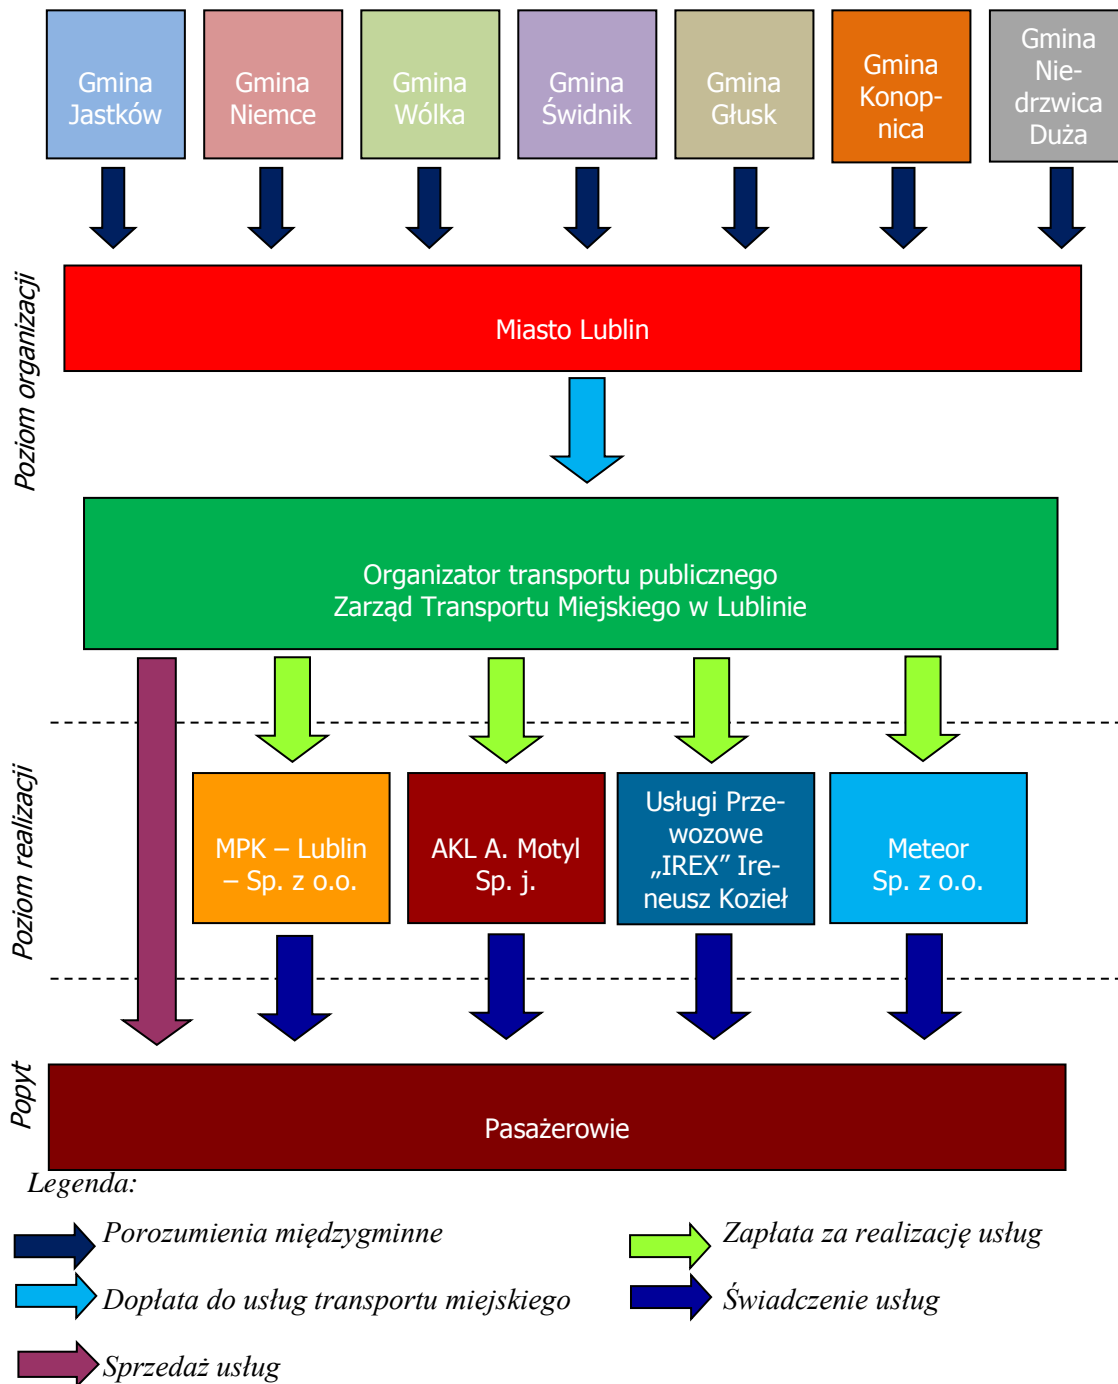 Gmina
Jastków
Gmina
Niemce
Gmina
Wólka
Gmina
Świdnik
Gmina
Głusk
Gmina
Konop-
nica
Gmina
Nie-
drzwica
Duża
Poziom organizacji
Miasto Lublin
Organizator transportu publicznego
Zarząd Transportu Miejskiego w Lublinie
Poziom realizacji
MPK – Lublin
– Sp. z o.o.
AKL A. Motyl
Sp. j.
Usługi Prze-
wozowe
„IREX” Ire-
neusz Kozieł
Meteor
Sp. z o.o.
Popyt
Pasażerowie
Legenda:
Porozumienia międzygminne
Zapłata za realizację usług
Dopłata do usług transportu miejskiego
Świadczenie usług
Sprzedaż usług